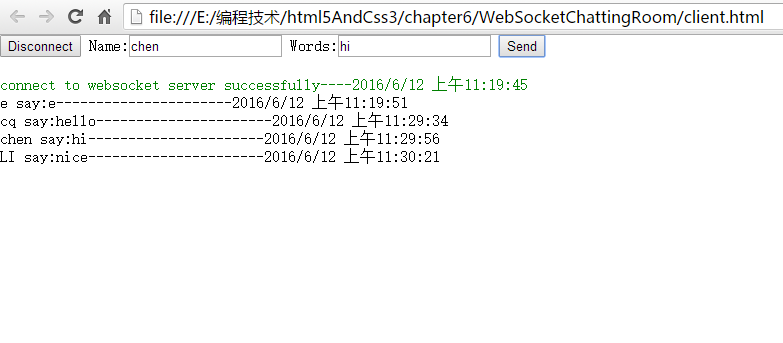 file:///E:/编程技术/html5AndCss3/chapter6/WebSocketChattingRoom/client.html
Disconnect Name:chen Words:hi Send
connect to websocket server successfully----2016/6/12 上午11:19:45
e say:e----------------------2016/6/12 上午11:19:51
cq say:hello----------------------2016/6/12 上午11:29:34
chen say:hi----------------------2016/6/12 上午11:29:56
LI say:nice----------------------2016/6/12 上午11:30:21